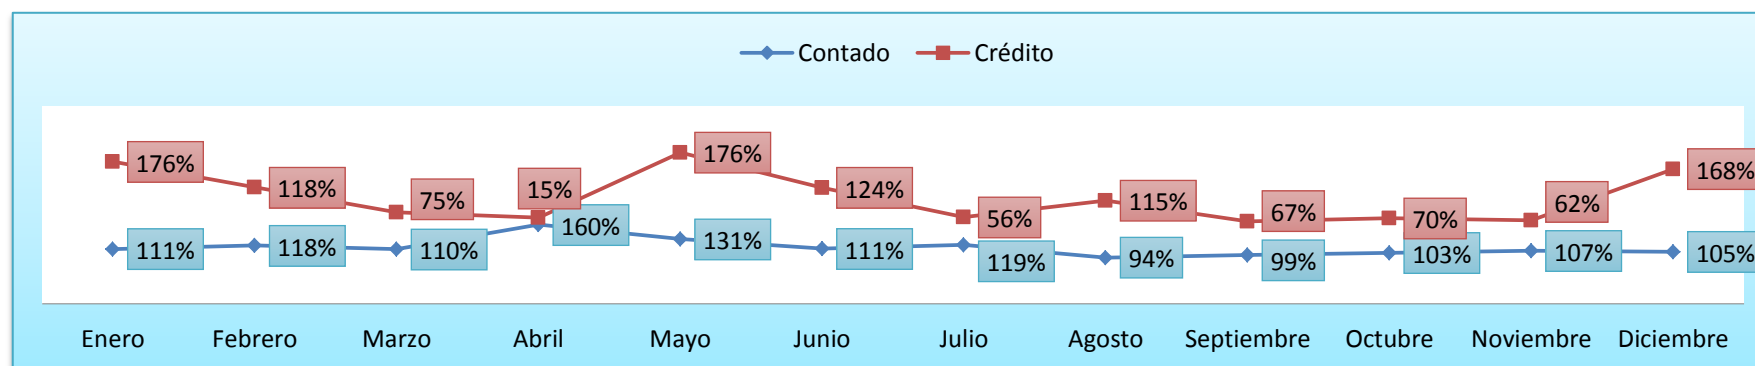 Contado Crédito
176% 118% 75% 15% 176% 124% 56% 115% 67% 70% 62% 168%
111% 118% 110% 160% 131% 111% 119% 94% 99% 103% 107% 105%
Enero Febrero Marzo Abril Mayo Junio Julio Agosto Septiembre Octubre Noviembre Diciembre